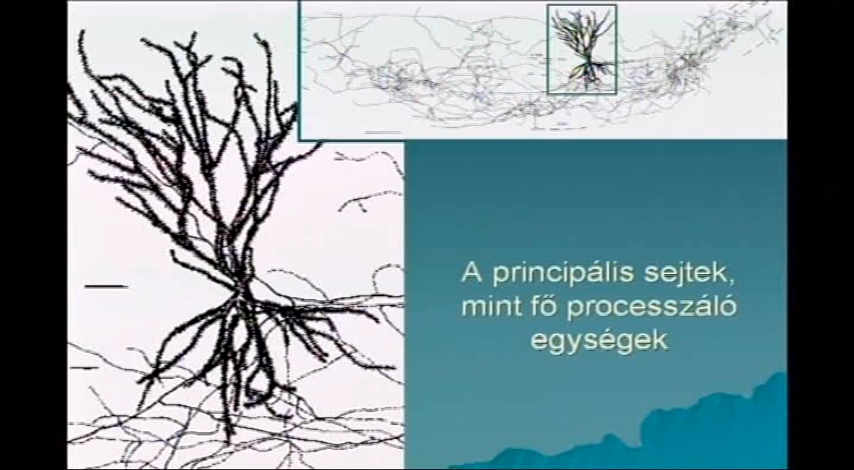 A principális sejtek,
mint fő processzáló
egységek